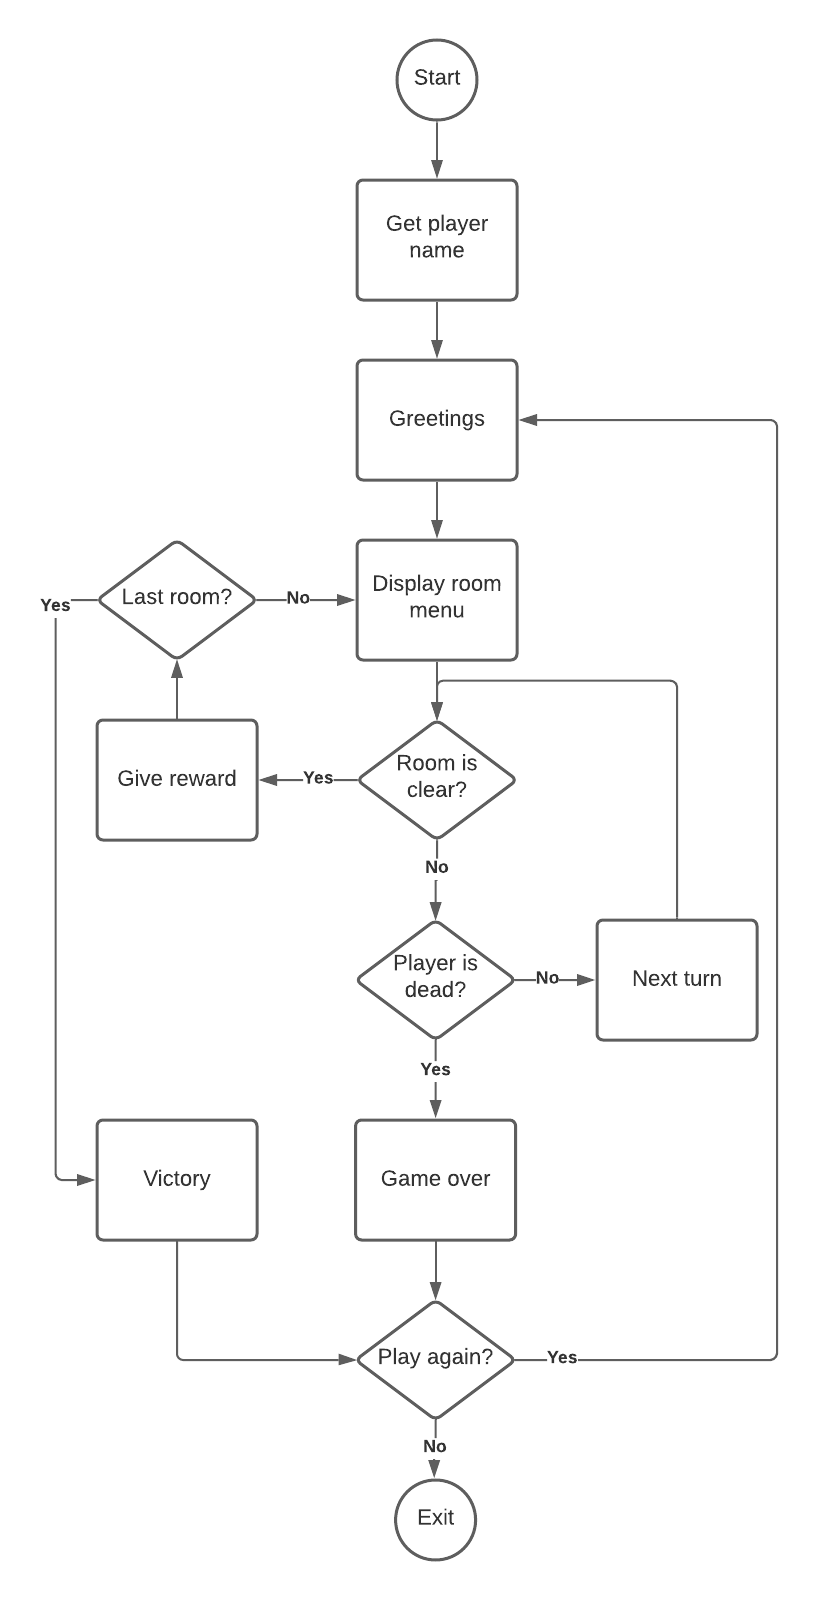 Start
Get player
name
Greetings
Display room
menu
Last room?
No
Yes
Give reward
Yes
Room is
clear?
No
Player is
dead?
No
Next turn
Yes
Victory
Game over
Play again?
Yes
No
Exit